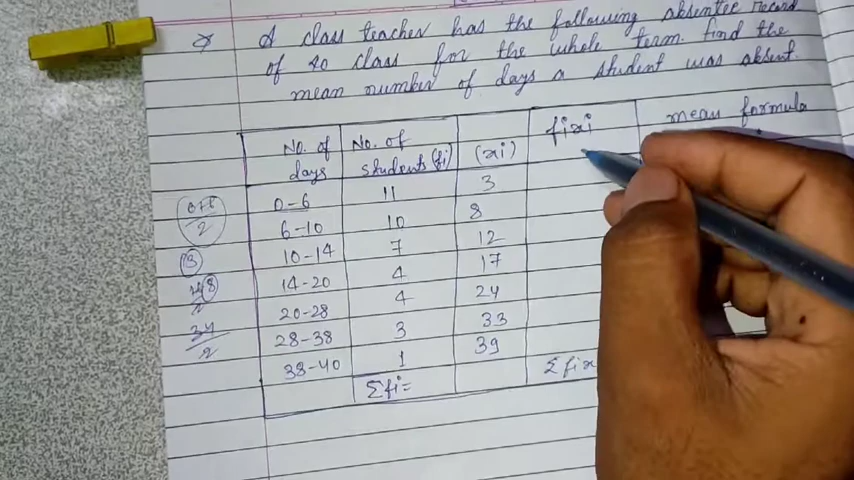 A class teacher has the following absentee record
of 40 class for the whole term. find the
mean number of days a student was absent.
No. of days No. of students (fi) (xi) fixi mean formula
0-6 11 3
6-10 10 8
10-14 7 12
14-20 4 17
20-28 4 24
28-38 3 33
38-40 1 39
Σfi= Σfix
0+6/2
3
48/2
34/2